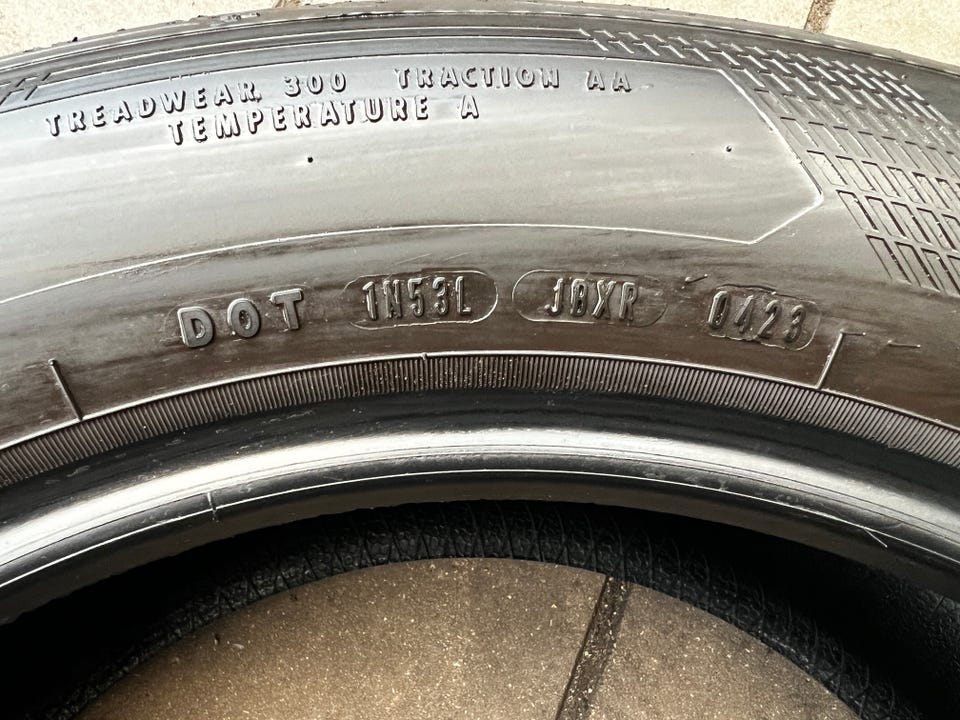 TREADWEAR 300 TRACTION AA
TEMPERATURE A
DOT 1N53L JBXR 0423